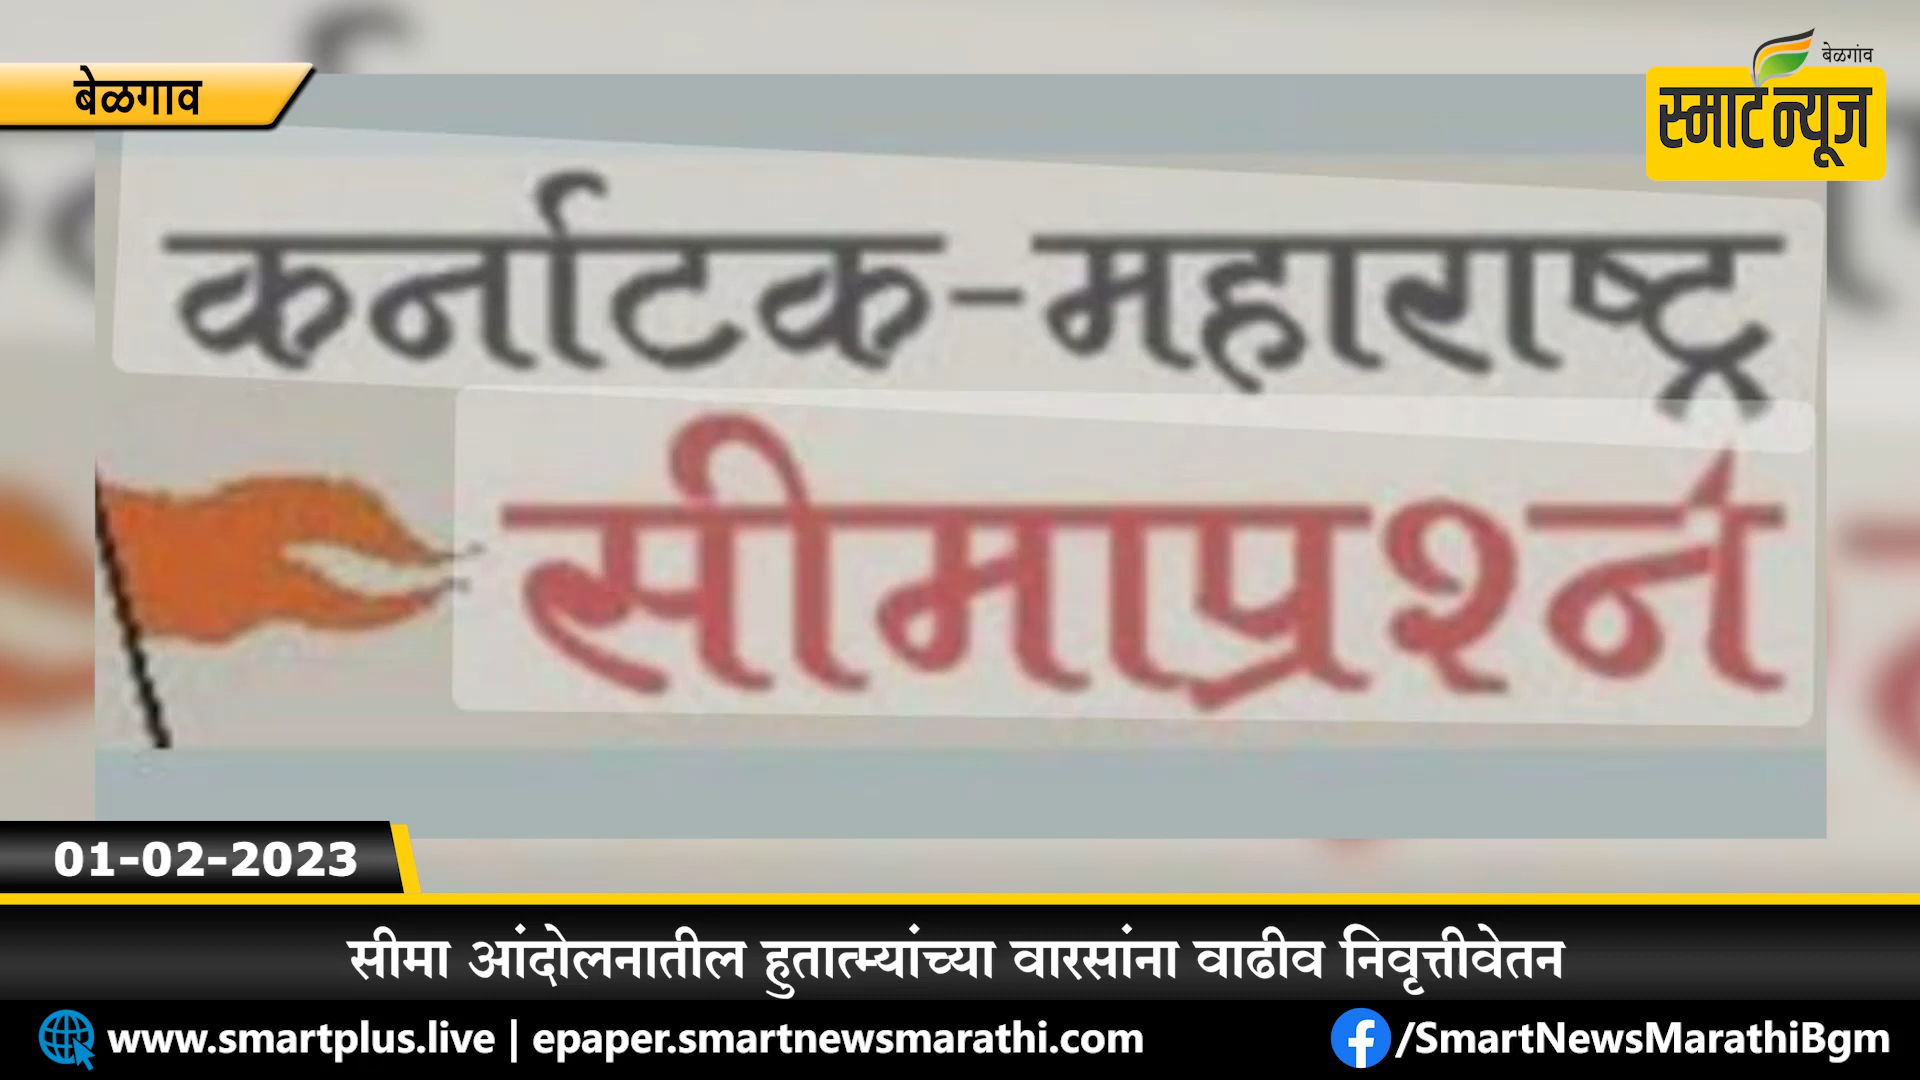 बेळगाव
बेळगांव
स्मार्ट न्यूज
कर्नाटक-महाराष्ट्र
सीमाप्रश्न
01-02-2023
सीमा आंदोलनातील हुतात्म्यांच्या वारसांना वाढीव निवृत्तीवेतन
www.smartplus.live | epaper.smartnewsmarathi.com
/SmartNewsMarathiBgm